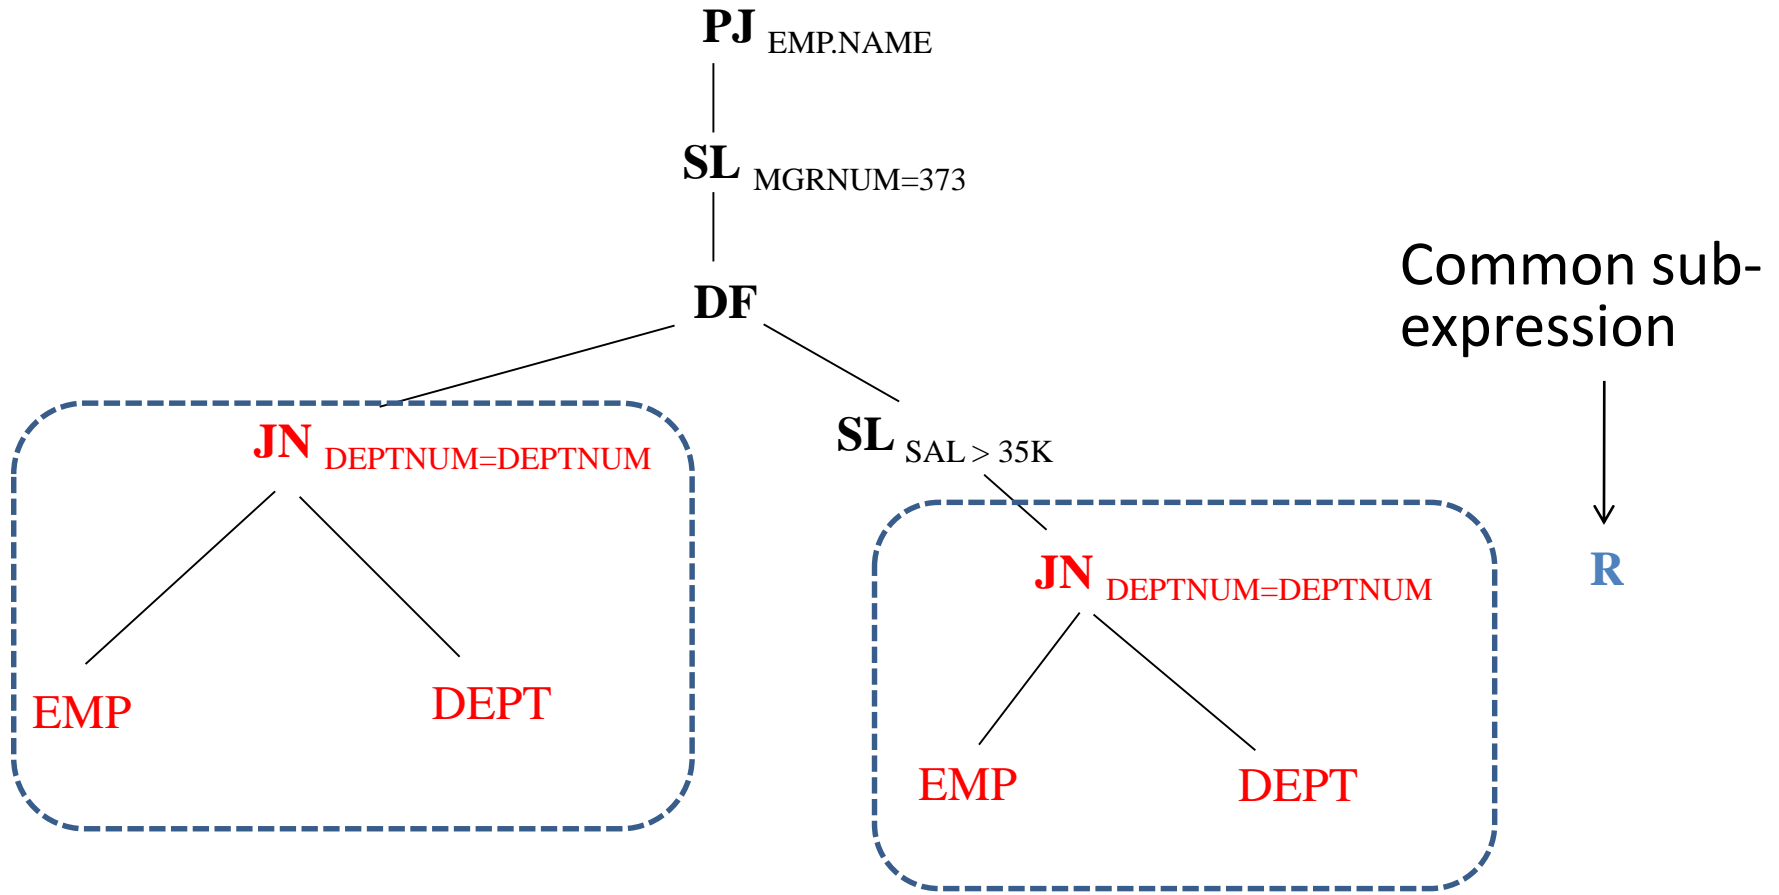 PJ EMP.NAME
SL MGRNUM=373
DF
Common sub-
expression
JN DEPTNUM=DEPTNUM
SL SAL > 35K
JN DEPTNUM=DEPTNUM
R
EMP
DEPT
EMP
DEPT